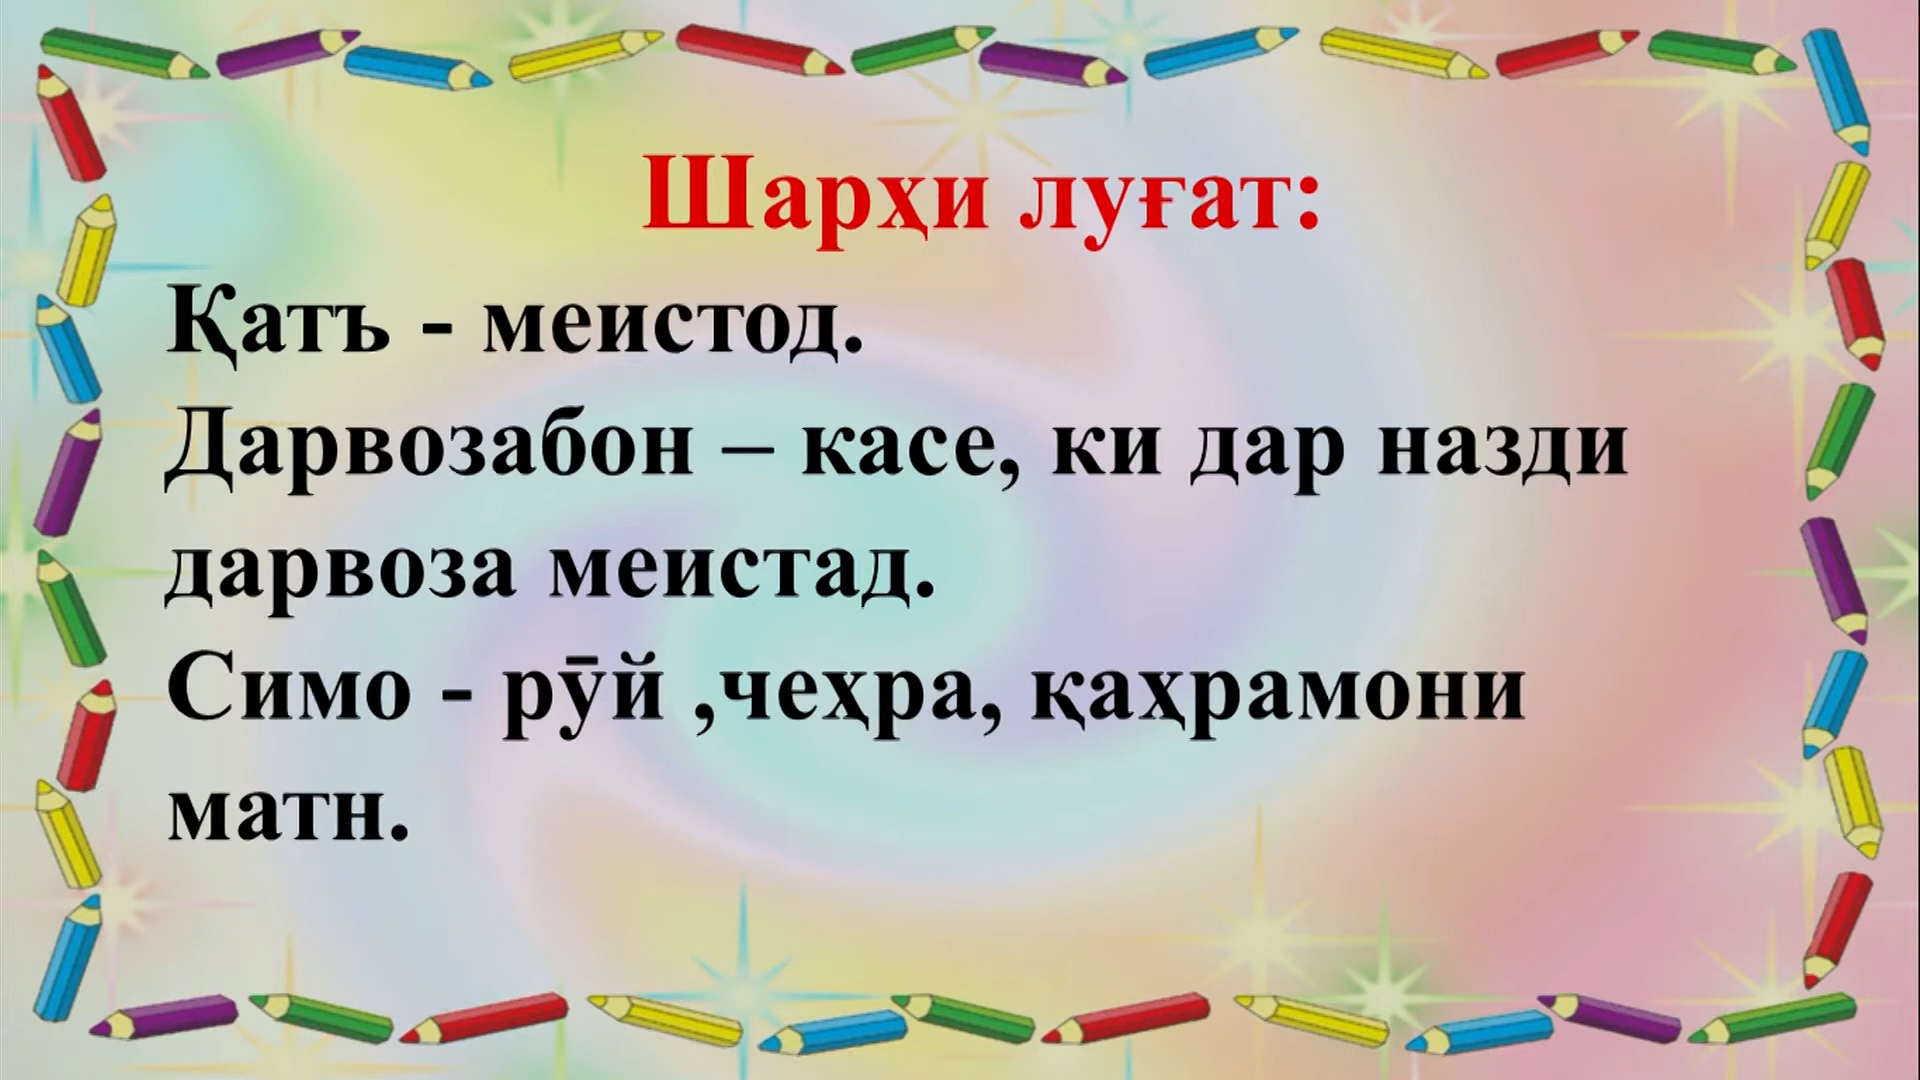 Шарҳи луғат:
Қатъ - меистод.
Дарвозабон – касе, ки дар назди
дарвоза меистад.
Симо - рӯй ,чеҳра, қаҳрамони
матн.